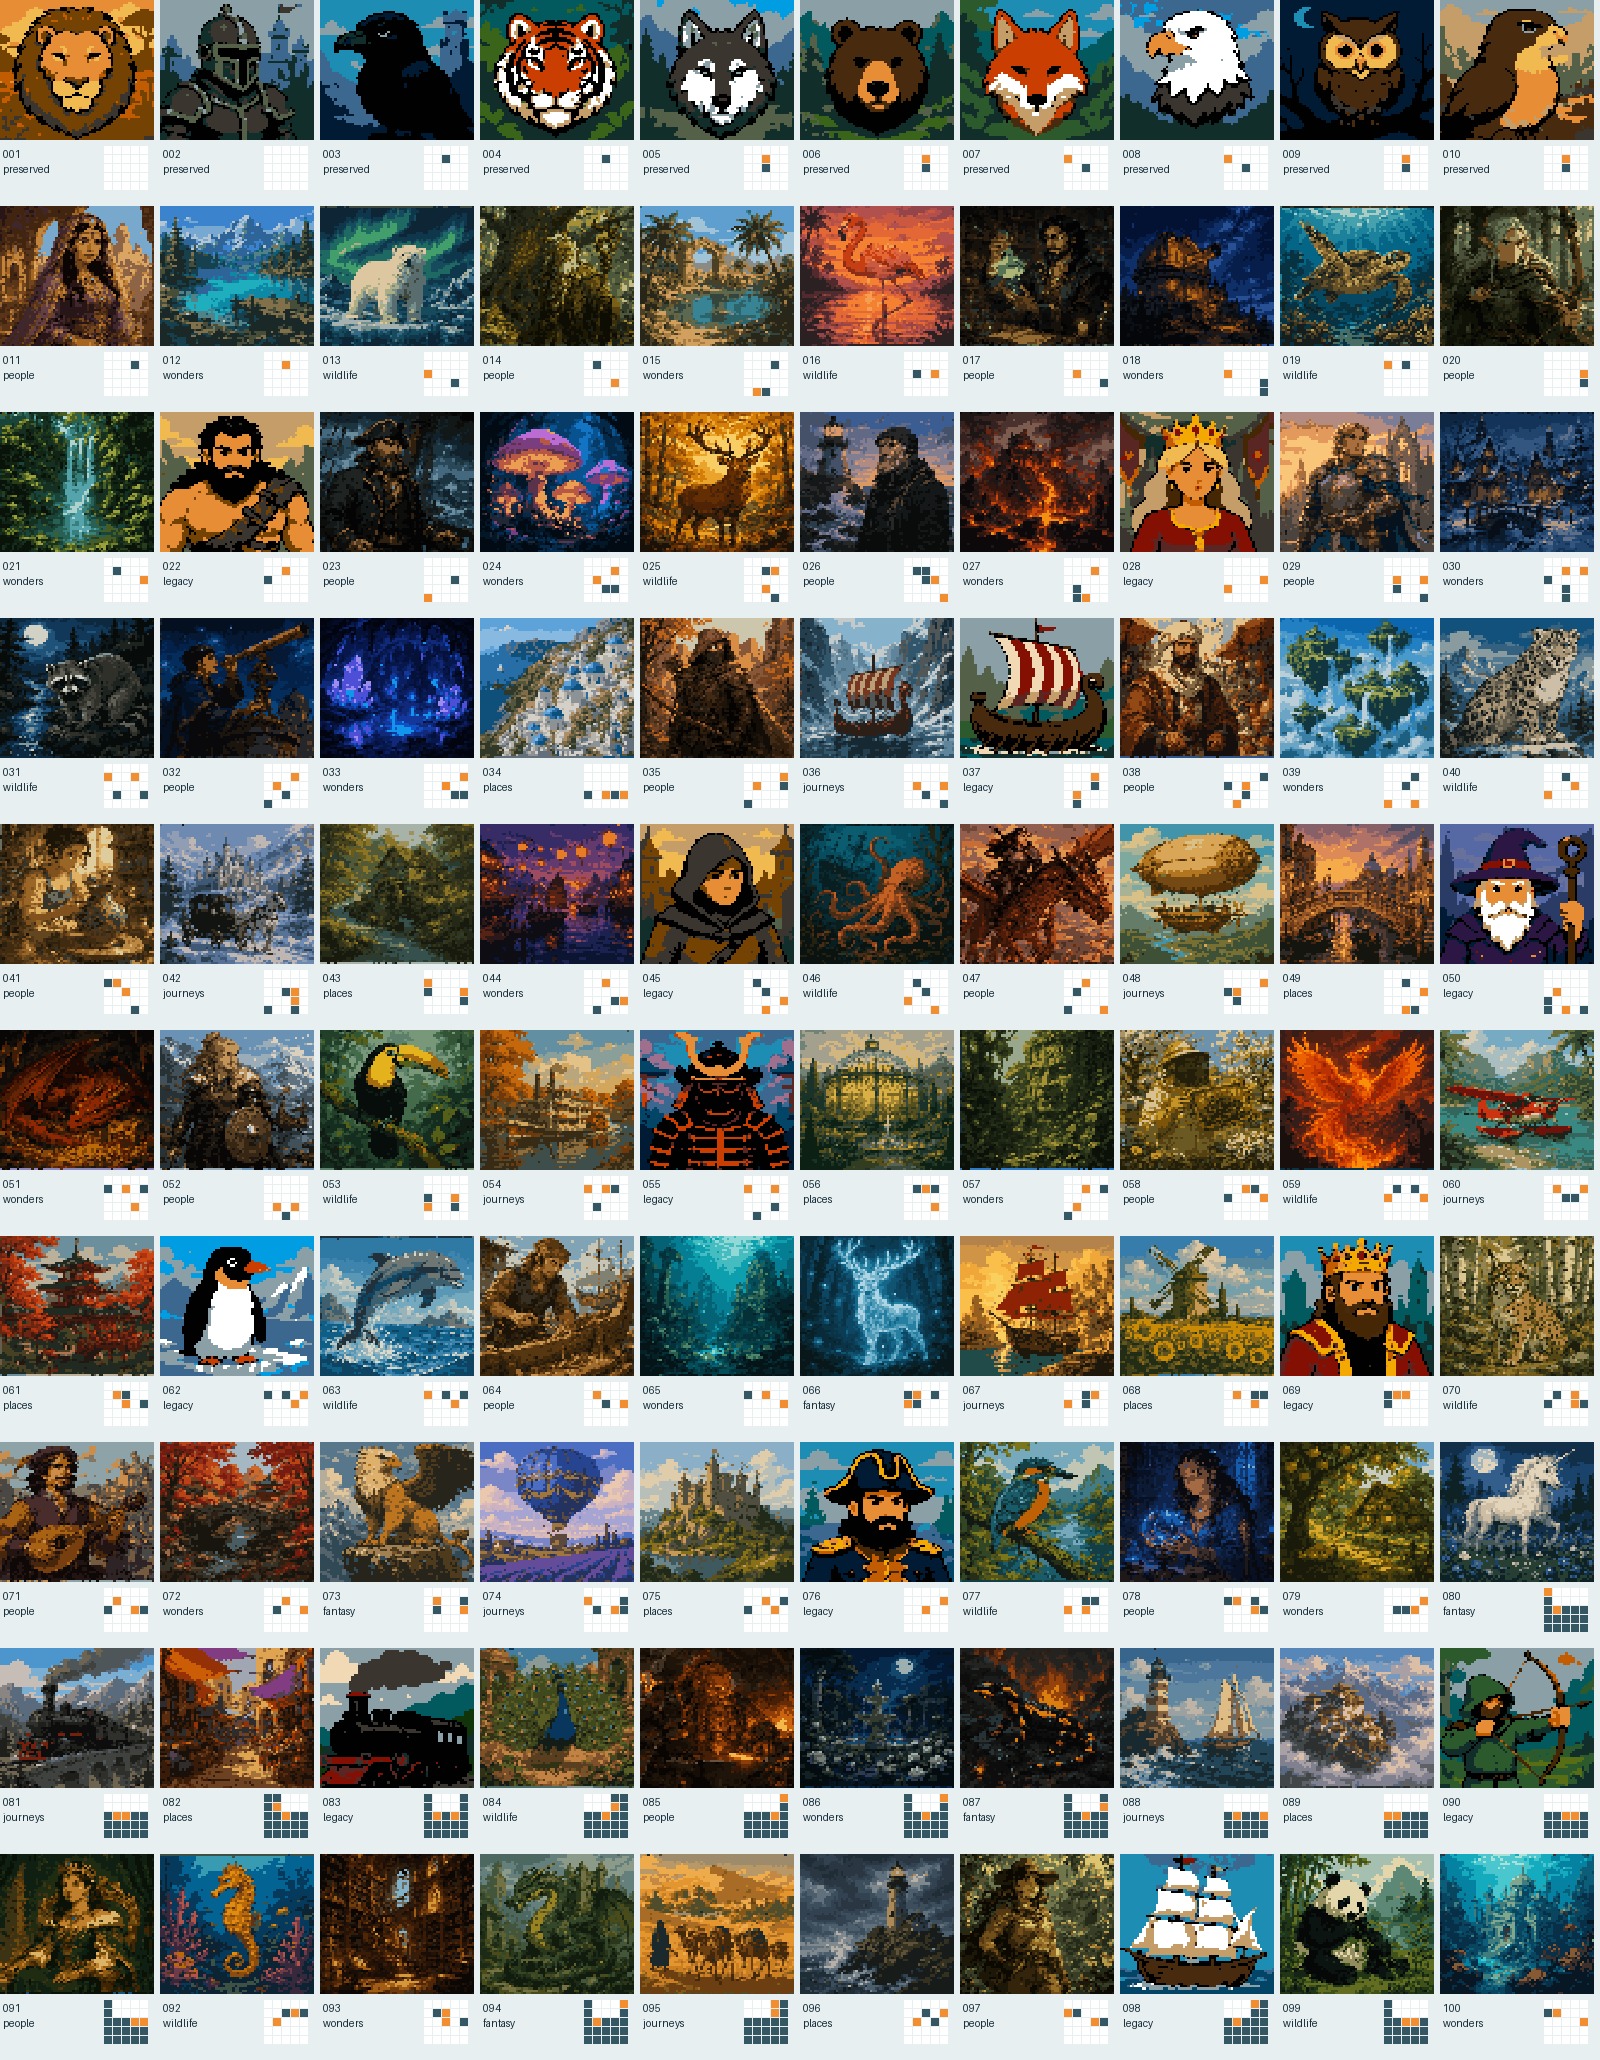 001 002 003 004 005 006 007 008 009 010
preserved preserved preserved preserved preserved preserved preserved preserved preserved preserved
011 012 013 014 015 016 017 018 019 020
people wonders wildlife people wonders wildlife people wonders wildlife people
021 022 023 024 025 026 027 028 029 030
wonders legacy people wonders wildlife people wonders legacy people wonders
031 032 033 034 035 036 037 038 039 040
wildlife people wonders places people journeys legacy people wonders wildlife
041 042 043 044 045 046 047 048 049 050
people journeys places wonders legacy wildlife people journeys places legacy
051 052 053 054 055 056 057 058 059 060
wonders people wildlife journeys legacy places wonders people wildlife journeys
061 062 063 064 065 066 067 068 069 070
places legacy wildlife people wonders fantasy journeys places legacy wildlife
071 072 073 074 075 076 077 078 079 080
people wonders fantasy journeys places legacy wildlife people wonders fantasy
081 082 083 084 085 086 087 088 089 090
journeys places legacy wildlife people wonders fantasy journeys places legacy
091 092 093 094 095 096 097 098 099 100
people wildlife wonders fantasy journeys places people legacy wildlife wonders